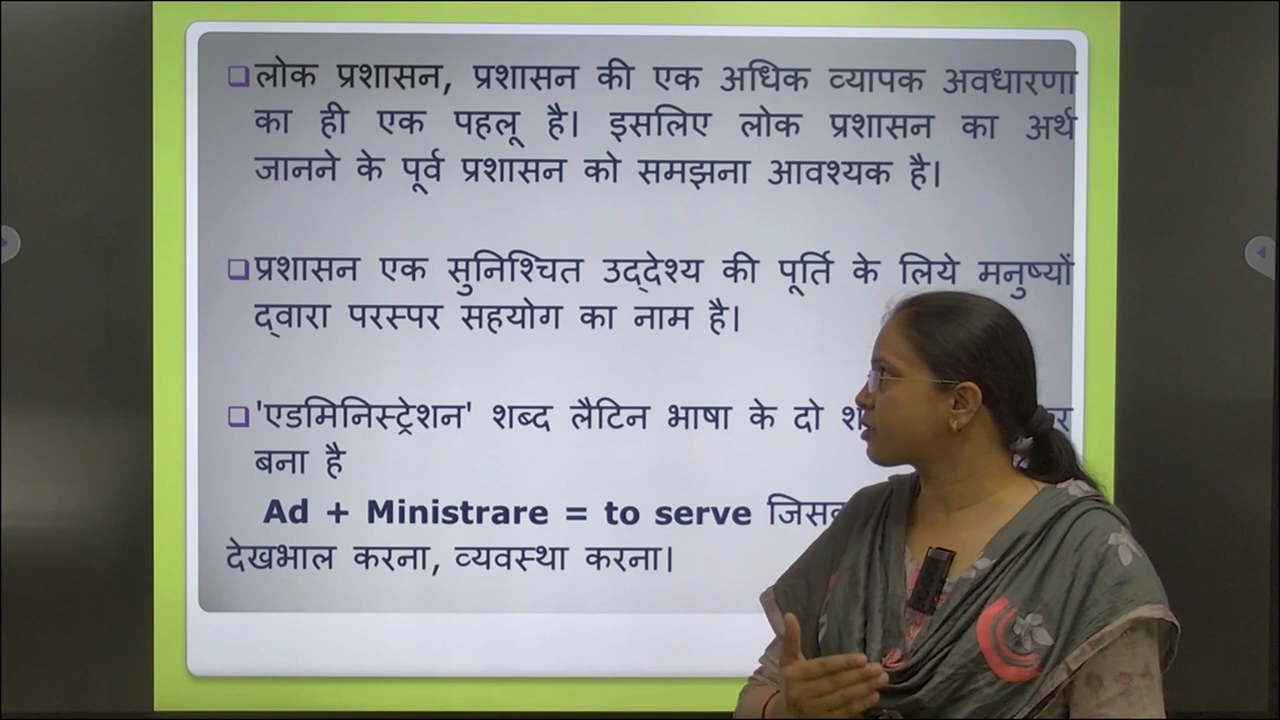 लोक प्रशासन, प्रशासन की एक अधिक व्यापक अवधारणा
का ही एक पहलू है। इसलिए लोक प्रशासन का अर्थ
जानने के पूर्व प्रशासन को समझना आवश्यक है।
प्रशासन एक सुनिश्चित उद्देश्य की पूर्ति के लिये मनुष्यों
द्वारा परस्पर सहयोग का नाम है।
'एडमिनिस्ट्रेशन' शब्द लैटिन भाषा के दो
बना है
Ad + Ministrare = to serve
देखभाल करना, व्यवस्था करना।